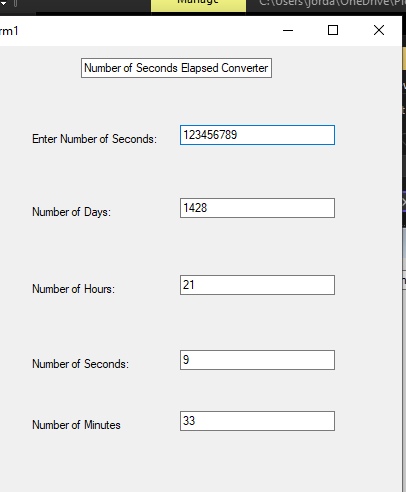 Manage
C:\Users\jorda\OneDrive\Pic
rm1
Number of Seconds Elapsed Converter
Enter Number of Seconds: 123456789
Number of Days: 1428
Number of Hours: 21
Number of Seconds: 9
Number of Minutes 33